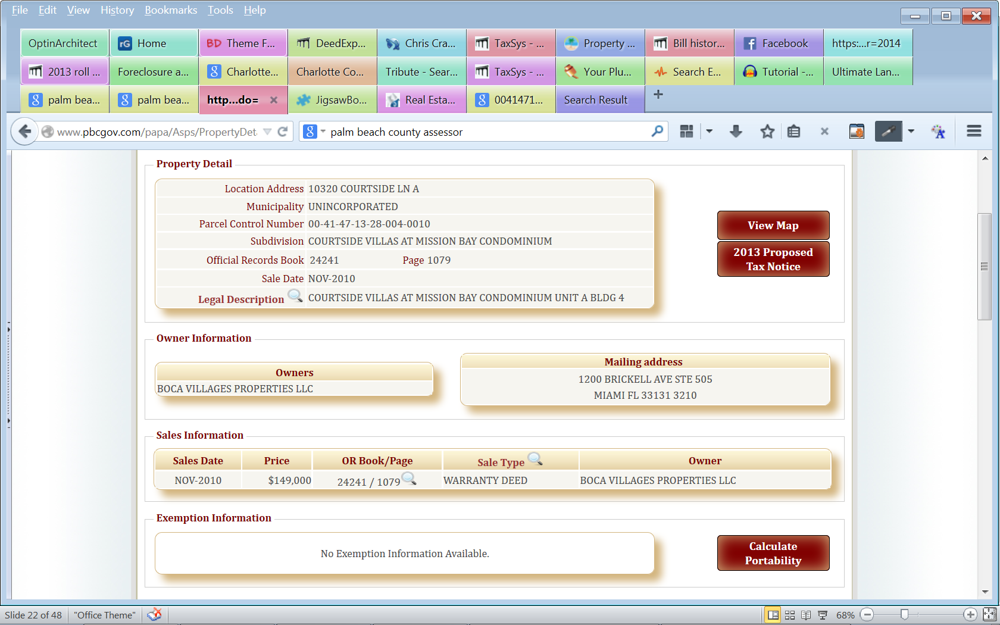 File Edit View History Bookmarks Tools Help
OptinArchitect rG Home BD Theme F... DeedExp... Chris Cra... TaxSys - ... Property ... Bill histor... Facebook https:...r=2014
2013 roll ... Foreclosure a... Charlotte... Charlotte Co... Tribute - Sear... TaxSys - ... Your Plu... Search E... Tutorial -... Ultimate Lan...
palm bea... palm bea... http...do= JigsawBo... Real Esta... 0041471... Search Result
www.pbcgov.com/papa/Asps/PropertyDet palm beach county assessor
Property Detail
Location Address 10320 COURTSIDE LN A
Municipality UNINCORPORATED
Parcel Control Number 00-41-47-13-28-004-0010
Subdivision COURTSIDE VILLAS AT MISSION BAY CONDOMINIUM
Official Records Book 24241 Page 1079
Sale Date NOV-2010
Legal Description COURTSIDE VILLAS AT MISSION BAY CONDOMINIUM UNIT A BLDG 4
View Map
2013 Proposed
Tax Notice
Owner Information
Owners
BOCA VILLAGES PROPERTIES LLC
Mailing address
1200 BRICKELL AVE STE 505
MIAMI FL 33131 3210
Sales Information
Sales Date Price OR Book/Page Sale Type Owner
NOV-2010 $149,000 24241 / 1079 WARRANTY DEED BOCA VILLAGES PROPERTIES LLC
Exemption Information
No Exemption Information Available.
Calculate
Portability
Slide 22 of 48 "Office Theme" 68%